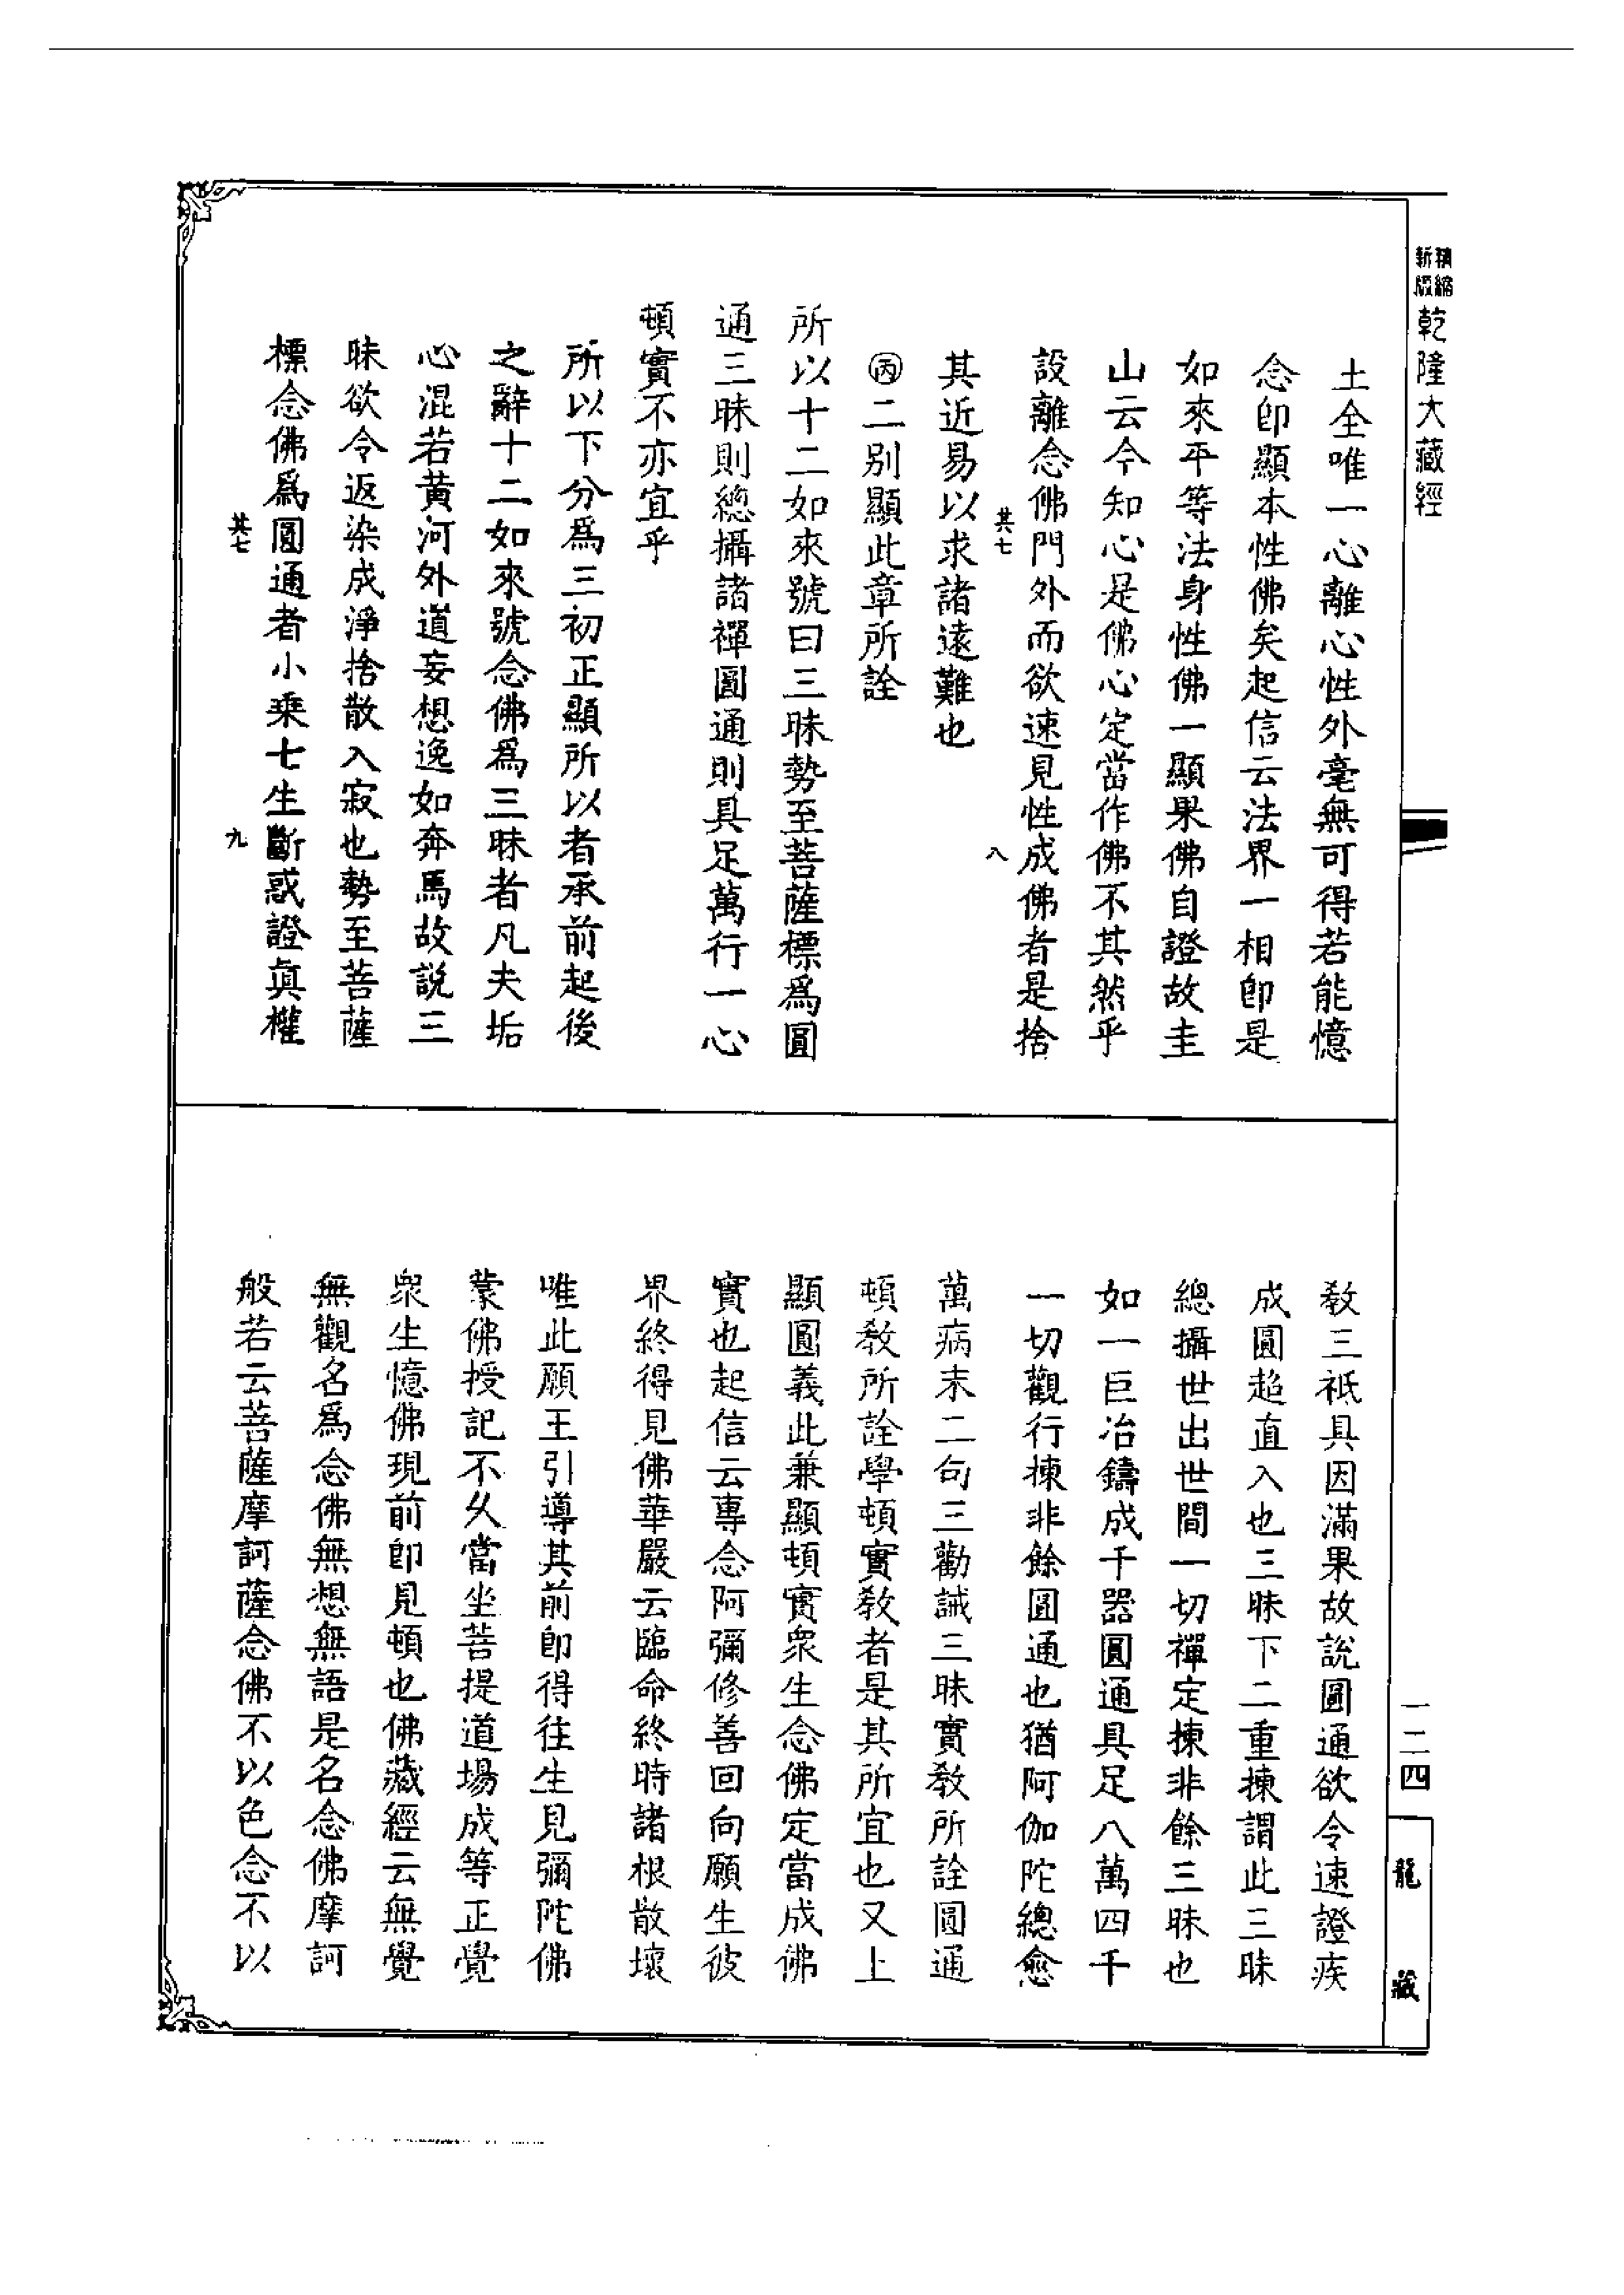 精縮
新版
乾隆大藏經
土全唯一心離心性外毫無可得若能憶
念卽顯本性佛矣起信云法界一相卽是
如來平等法身性佛一顯果佛自證故圭
山云今知心是佛心定當作佛不其然乎
設離念佛門外而欲速見性成佛者是捨
其七
八
其近易以求諸遠難也
㊄二別顯此章所詮
所以十二如來號曰三昧勢至菩薩標爲圓
通三昧則總攝諸禪圓通則具足萬行一心
頓實不亦宜乎
所以下分爲三初正顯所以者承前起後
之辭十二如來號念佛爲三昧者凡夫垢
心混若黃河外道妄想逸如奔馬故說三
昧欲令返染成淨捨散入寂也勢至菩薩
標念佛爲圓通者小乘七生斷惑證眞權
其七
九
教三祇具因滿果故說圓通欲令速證疾
成圓超直入也三昧下二重揀謂此三昧
總攝世出世間一切禪定揀非餘三昧也
如一巨冶鑄成千器圓通具足八萬四千
一切觀行揀非餘圓通也猶阿伽陀總愈
萬病末二句三勸誡三昧實教所詮圓通
頓教所詮學頓實教者是其所宜也又上
顯圓義此兼顯頓實衆生念佛定當成佛
實也起信云專念阿彌修善回向願生彼
界終得見佛華嚴云臨命終時諸根散壞
唯此願王引導其前卽得往生見彌陀佛
蒙佛授記不久當坐菩提道場成等正覺
衆生憶佛現前卽見頓也佛藏經云無覺
無觀名爲念佛無想無語是名念佛摩訶
般若云菩薩摩訶薩念佛不以色念不以
一二四
龍藏